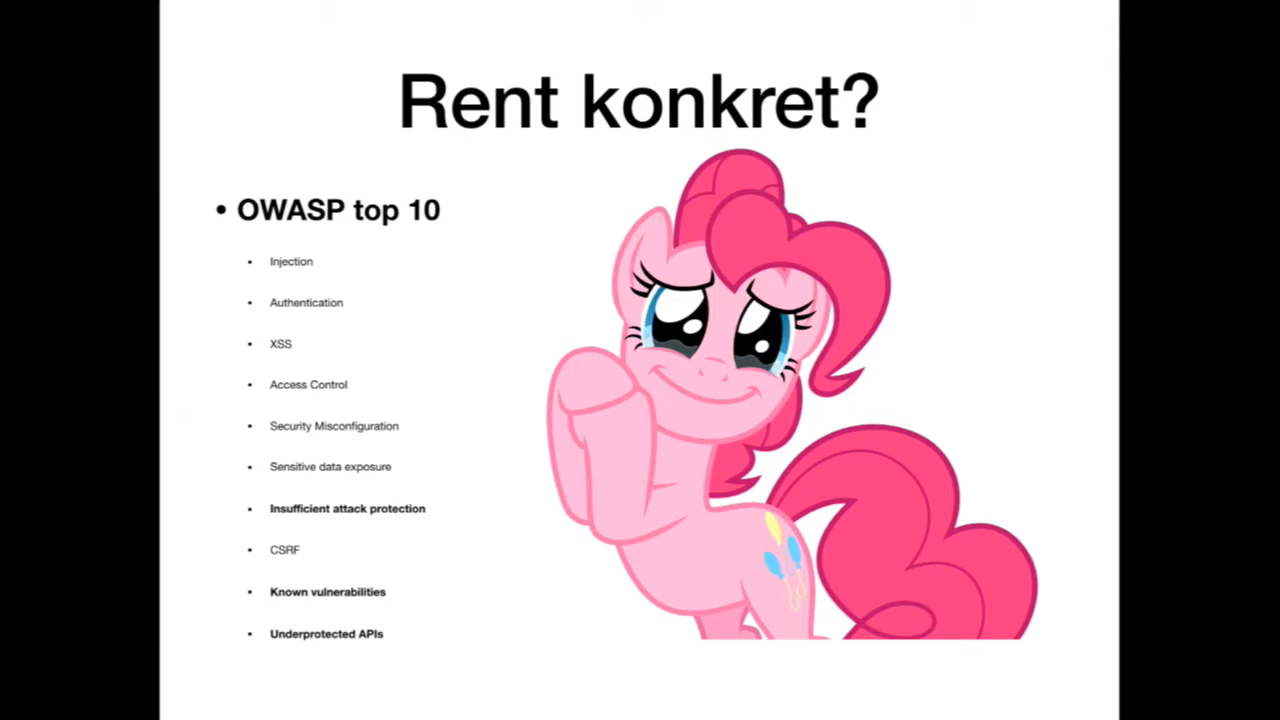 Rent konkret?
• OWASP top 10
• Injection
• Authentication
• XSS
• Access Control
• Security Misconfiguration
• Sensitive data exposure
• Insufficient attack protection
• CSRF
• Known vulnerabilities
• Underprotected APIs